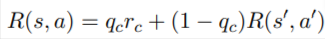 R(s, a) = q_c r_c + (1 − q_c)R(s′, a′)